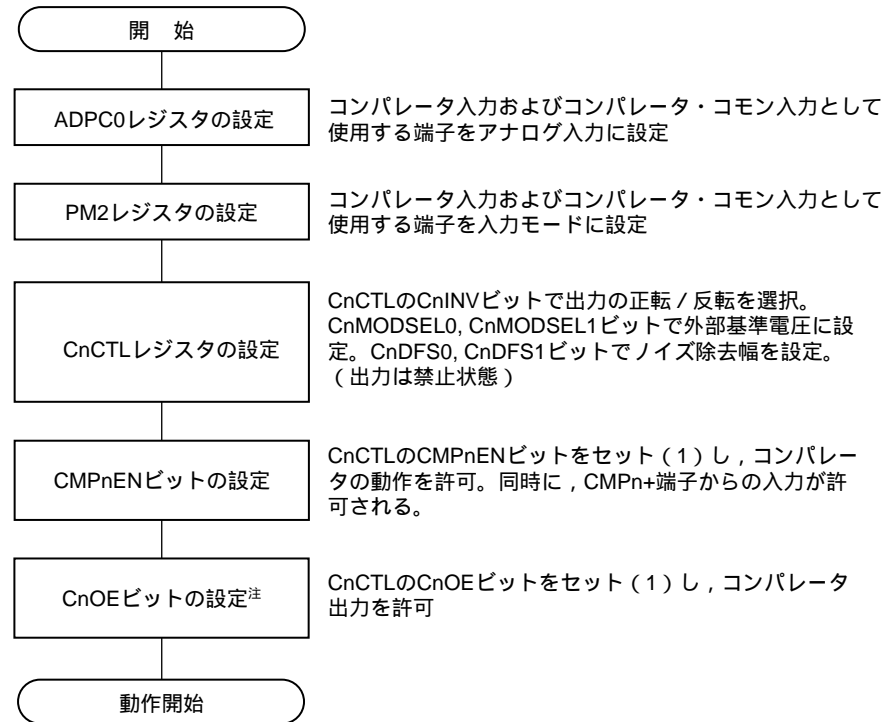 開　始
ADPC0レジスタの設定
コンパレータ入力およびコンパレータ・コモン入力として
使用する端子をアナログ入力に設定
PM2レジスタの設定
コンパレータ入力およびコンパレータ・コモン入力として
使用する端子を入力モードに設定
CnCTLレジスタの設定
CnCTLのCnINVビットで出力の正転／反転を選択。
CnMODSEL0, CnMODSEL1ビットで外部基準電圧に設
定。CnDFS0, CnDFS1ビットでノイズ除去幅を設定。
（出力は禁止状態）
CMPnENビットの設定
CnCTLのCMPnENビットをセット（1）し，コンパレー
タの動作を許可。同時に，CMPn+端子からの入力が許
可される。
CnOEビットの設定注
CnCTLのCnOEビットをセット（1）し，コンパレータ
出力を許可
動作開始